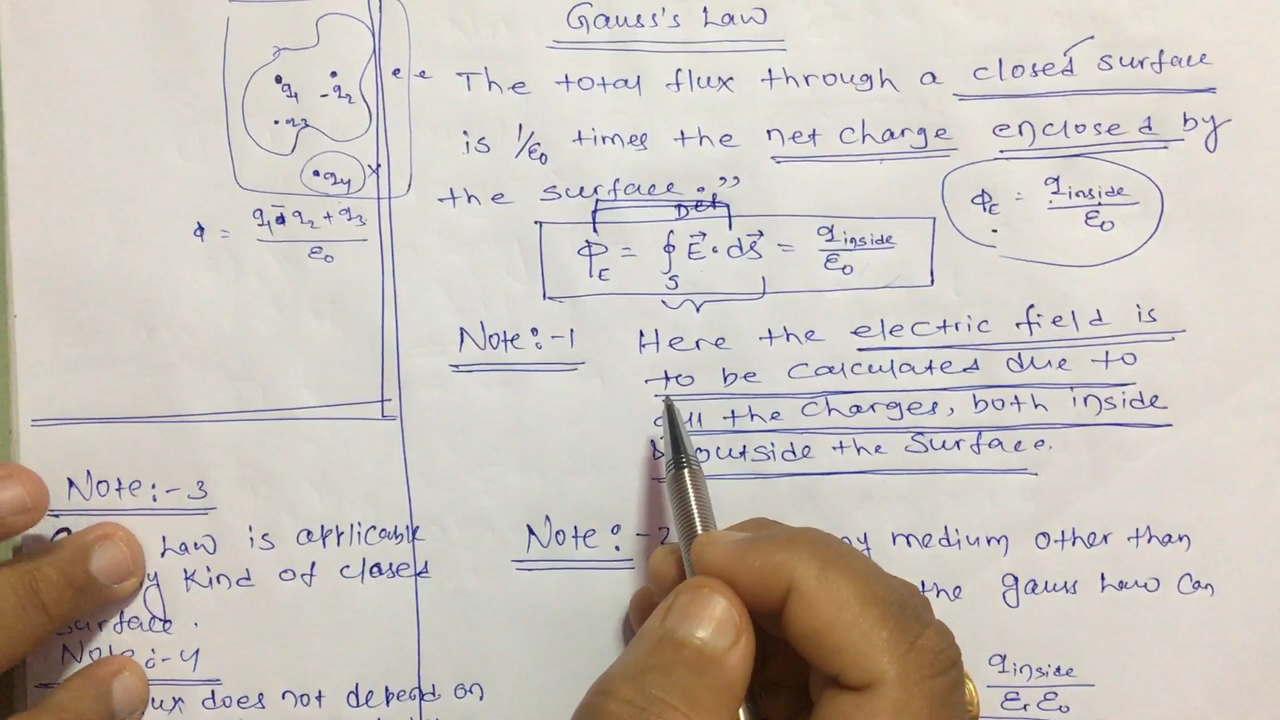 Gauss's Law
"The total flux through a closed surface
is 1/ε₀ times the net charge enclosed by
the surface."
Def
Φ_E = ∮_S E⃗·dS⃗ = q_inside/ε₀
Φ_E = q_inside/ε₀
Note:-1 Here the electric field is
to be calculated due to
all the charges, both inside
outside the surface.
Note:-2 medium other than
the gauss Law can
q_inside/ε_r ε₀
•q₁ •-q₂
•q₃
•q₄ ×
Φ = q₁-q₂+q₃/ε₀
Note:-3
Law is applicable
kind of closed
surface.
Note:-4
does not depend on